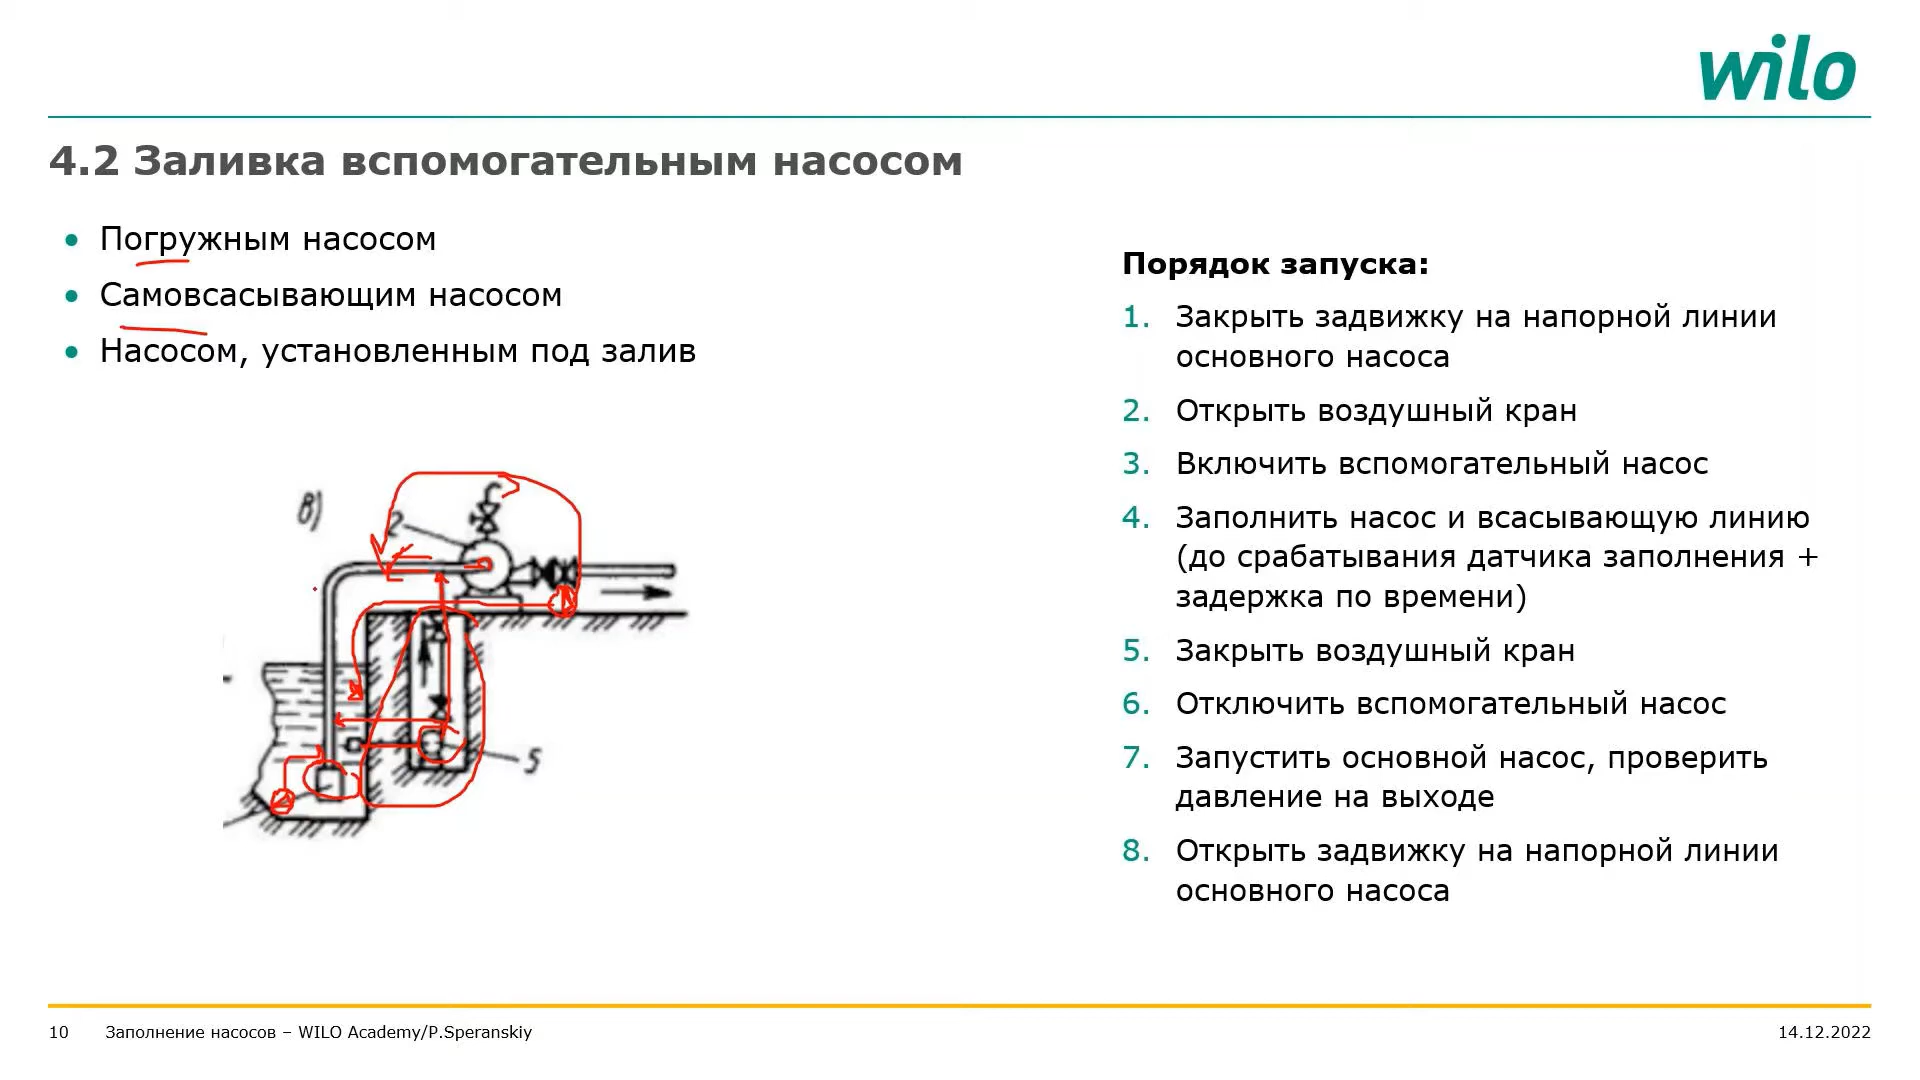 wilo
4.2 Заливка вспомогательным насосом
Погружным насосом
Самовсасывающим насосом
Насосом, установленным под залив
в)
2
5
Порядок запуска:
1. Закрыть задвижку на напорной линии
основного насоса
2. Открыть воздушный кран
3. Включить вспомогательный насос
4. Заполнить насос и всасывающую линию
(до срабатывания датчика заполнения +
задержка по времени)
5. Закрыть воздушный кран
6. Отключить вспомогательный насос
7. Запустить основной насос, проверить
давление на выходе
8. Открыть задвижку на напорной линии
основного насоса
10 Заполнение насосов – WILO Academy/P.Speranskiy
14.12.2022